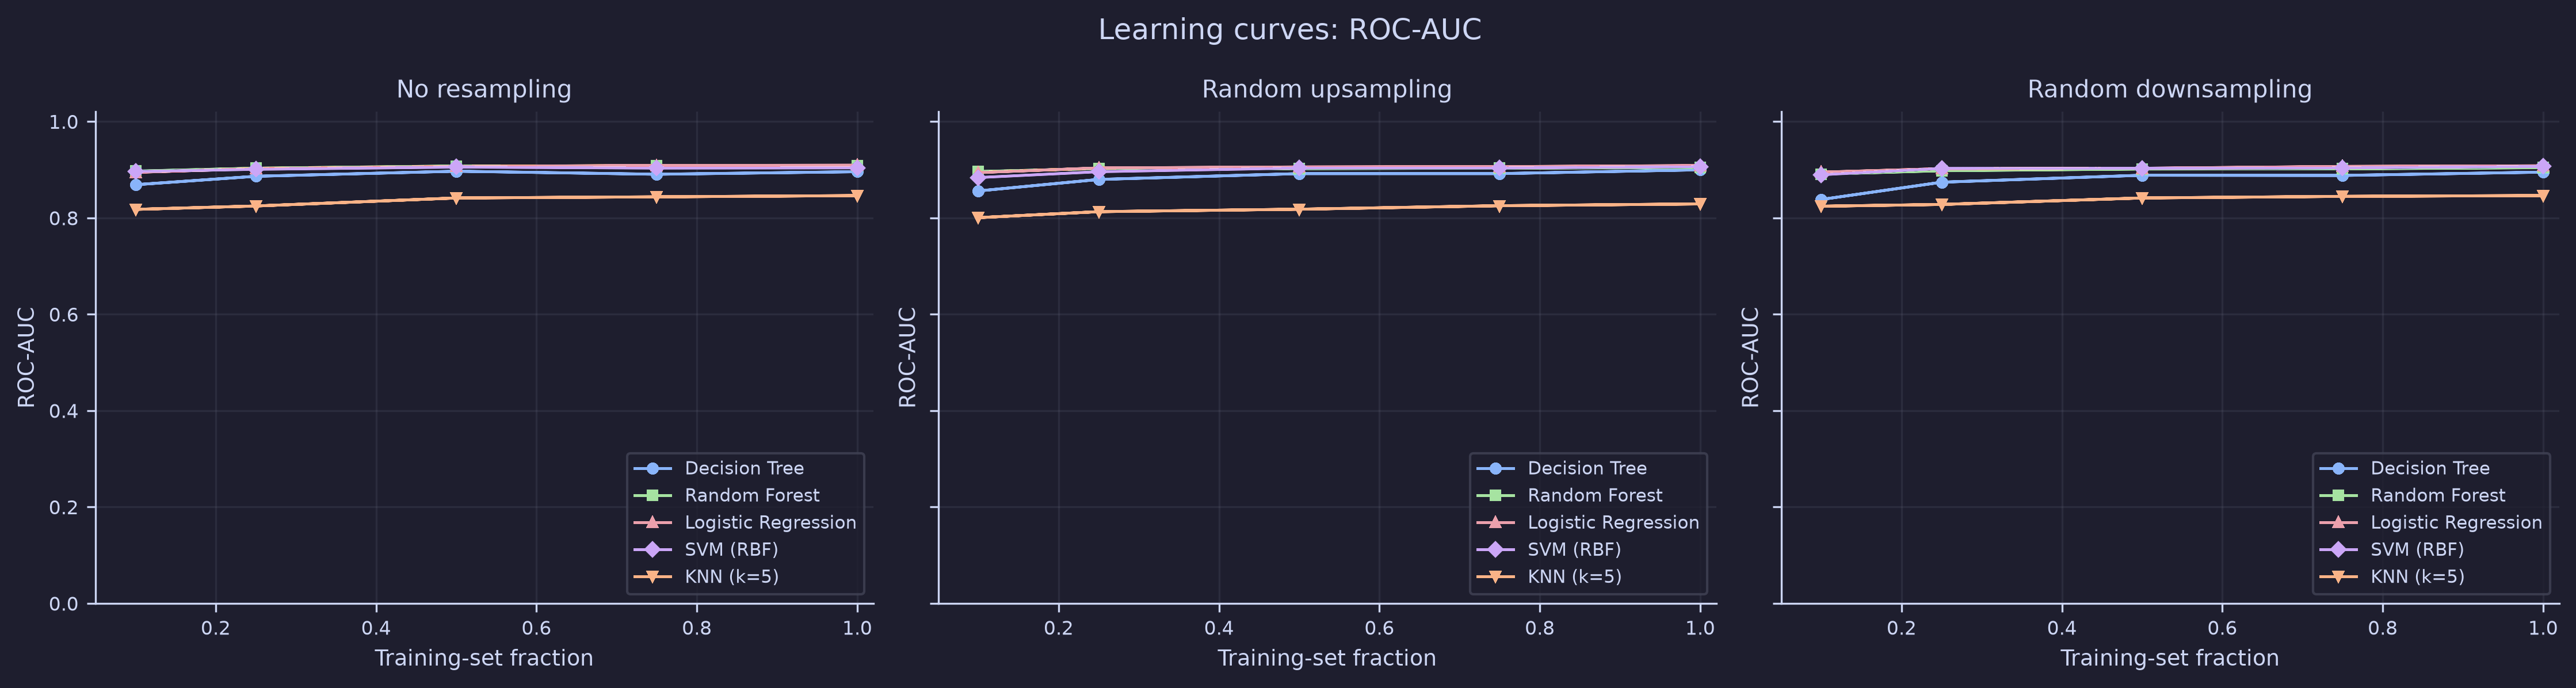 Learning curves: ROC-AUC
No resampling
ROC-AUC
1.0
0.8
0.6
0.4
0.2
0.0
0.2 0.4 0.6 0.8 1.0
Training-set fraction
Decision Tree
Random Forest
Logistic Regression
SVM (RBF)
KNN (k=5)
Random upsampling
ROC-AUC
0.2 0.4 0.6 0.8 1.0
Training-set fraction
Decision Tree
Random Forest
Logistic Regression
SVM (RBF)
KNN (k=5)
Random downsampling
ROC-AUC
0.2 0.4 0.6 0.8 1.0
Training-set fraction
Decision Tree
Random Forest
Logistic Regression
SVM (RBF)
KNN (k=5)